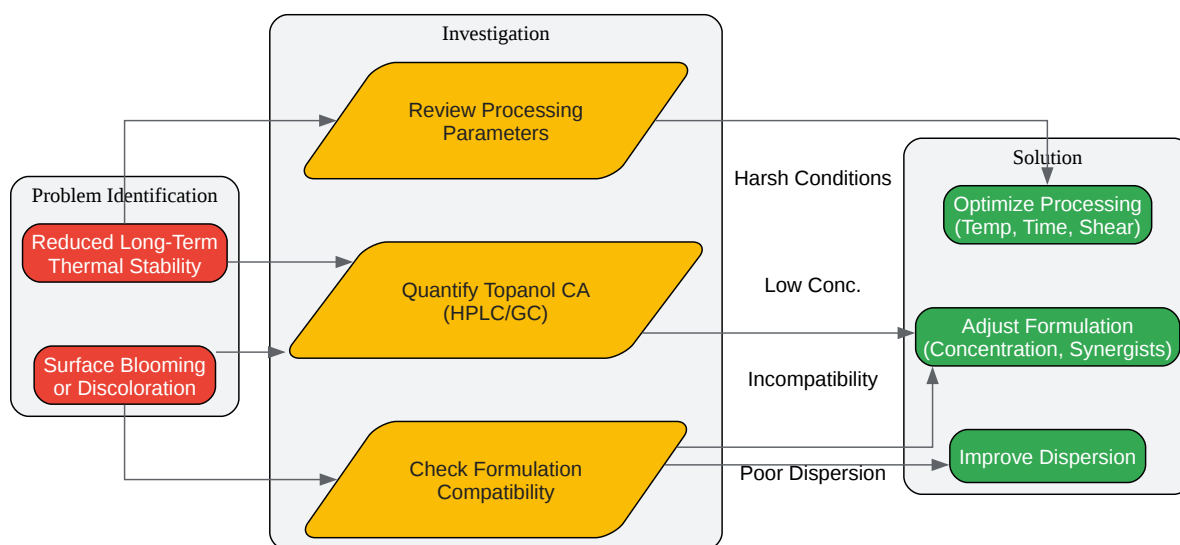 Investigation
Review Processing
Parameters
Harsh Conditions
Solution
Problem Identification
Optimize Processing
(Temp, Time, Shear)
Reduced Long-Term
Thermal Stability
Quantify Topanol CA
(HPLC/GC)
Low Conc.
Adjust Formulation
(Concentration, Synergists)
Surface Blooming
or Discoloration
Incompatibility
Check Formulation
Compatibility
Poor Dispersion
Improve Dispersion